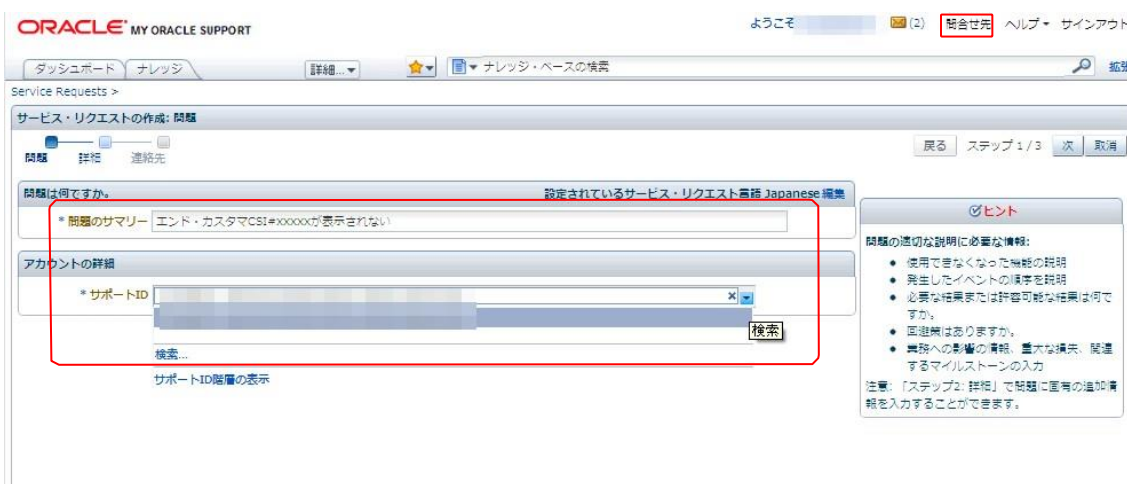 ORACLE MY ORACLE SUPPORT
ようこそ (2) 問合せ先 ヘルプ サインアウト
ダッシュボード ナレッジ 詳細... ナレッジ・ベースの検索 拡張
Service Requests >
サービス・リクエストの作成: 問題
問題 詳細 連絡先
戻る ステップ 1 / 3 次 取消
問題は何ですか。 設定されているサービス・リクエスト言語 Japanese 編集
* 問題のサマリー エンド・カスタマCSI#xxxxxが表示されない
アカウントの詳細
* サポートID
検索
検索...
サポートID階層の表示
ヒント
問題の適切な説明に必要な情報:
使用できなくなった機能の説明
発生したイベントの順序を説明
必要な結果または許容可能な結果は何で
すか。
回避策はありますか。
業務への影響の情報、重大な損失、関連
するマイルストーンの入力
注意: 「ステップ2: 詳細」で問題に固有の追加情
報を入力することができます。